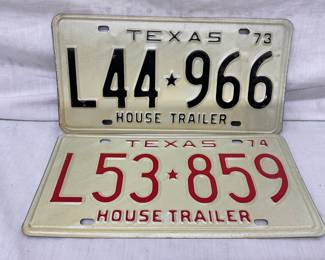 TEXAS 73
L44★966
HOUSE TRAILER
TEXAS 74
L53★859
HOUSE TRAILER